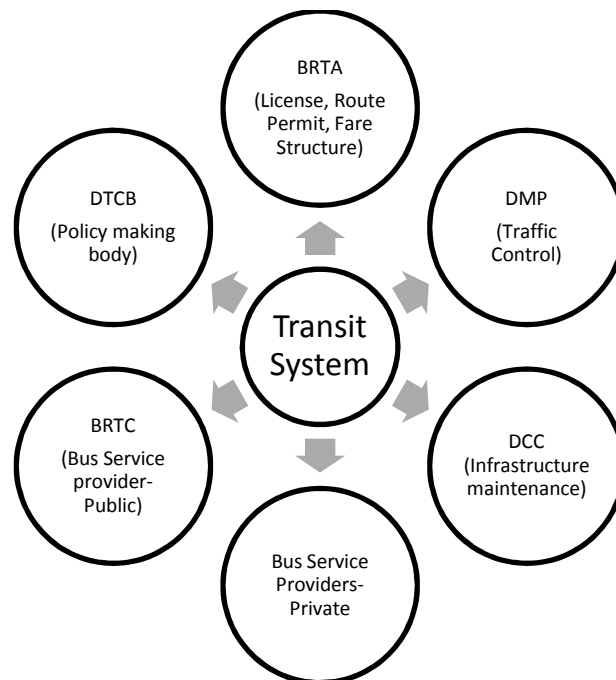 BRTA
(License, Route
Permit, Fare
Structure)
DTCB
(Policy making
body)
DMP
(Traffic
Control)
Transit
System
BRTC
(Bus Service
provider-
Public)
DCC
(Infrastructure
maintenance)
Bus Service
Providers-
Private